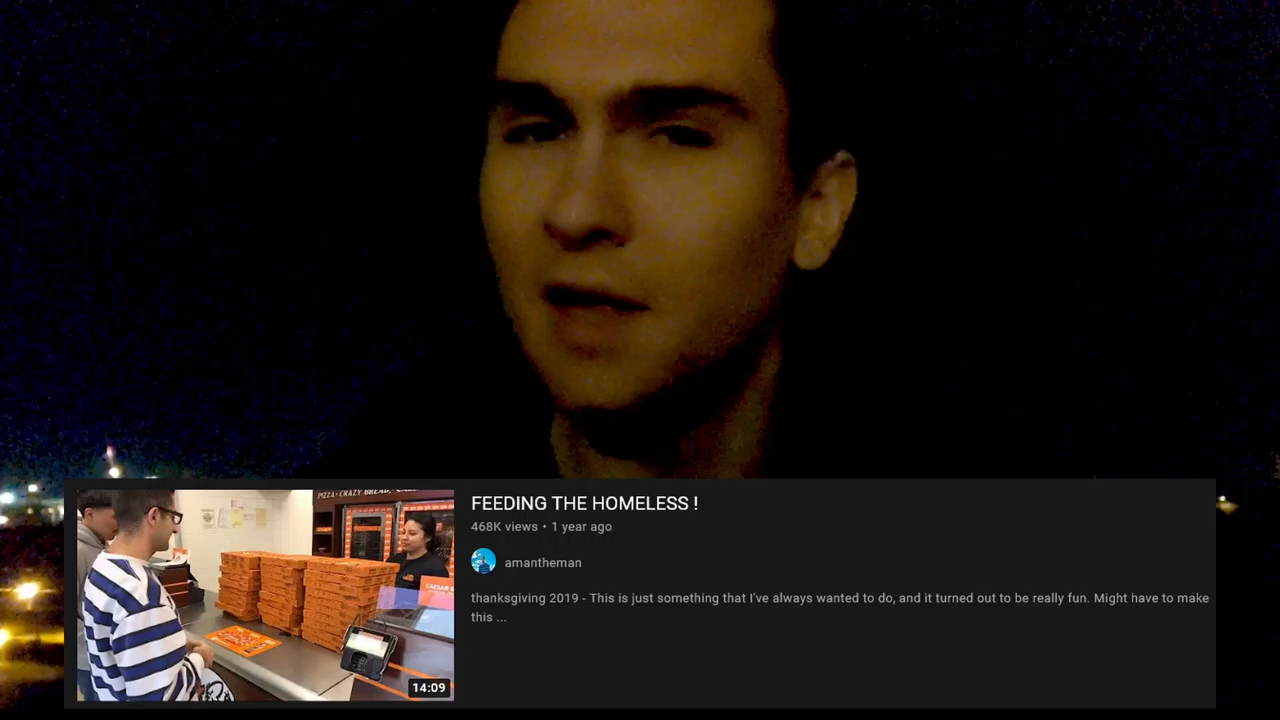 PIZZA • CRAZY BREAD,
FEEDING THE HOMELESS !
468K views • 1 year ago
amantheman
thanksgiving 2019 - This is just something that I've always wanted to do, and it turned out to be really fun. Might have to make
this ...
14:09